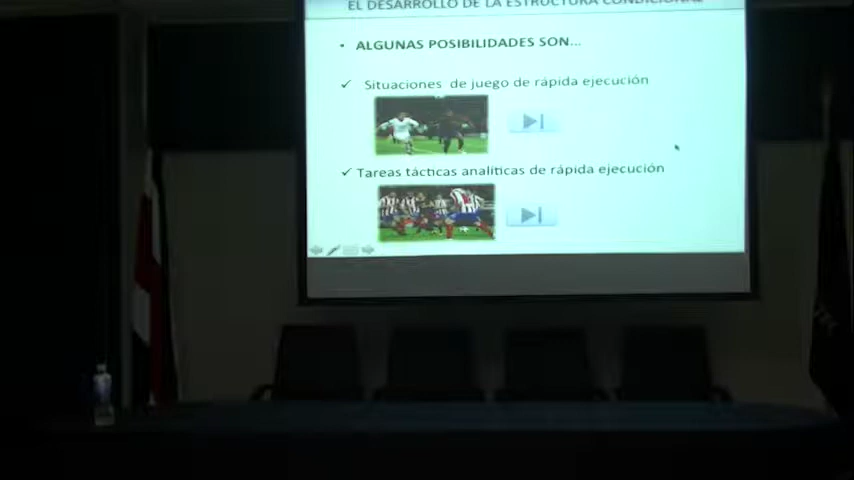 EL DESARROLLO DE LA ESTRUCTURA CONDICIONAL
• ALGUNAS POSIBILIDADES SON...
✓ Situaciones de juego de rápida ejecución
✓ Tareas tácticas analíticas de rápida ejecución